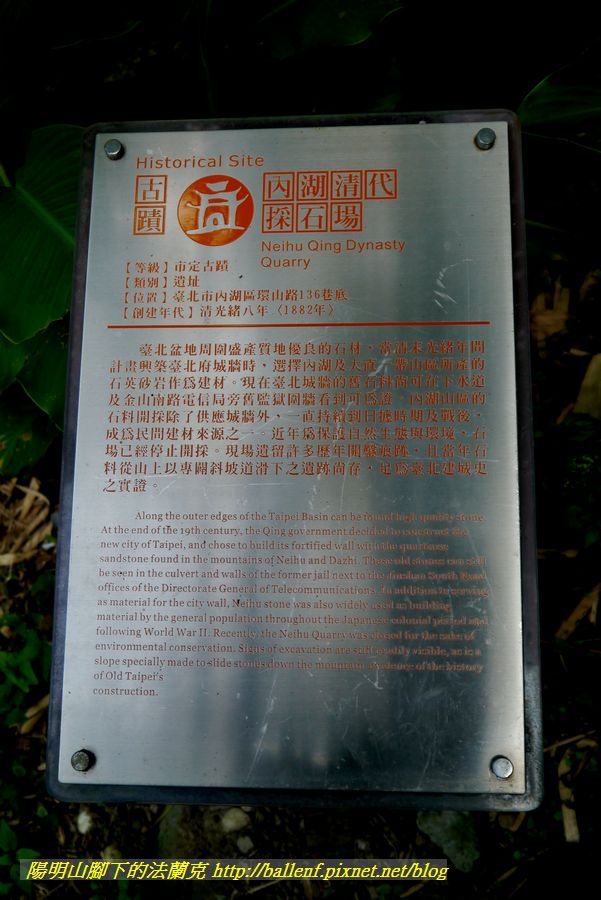 Historical Site
古蹟
內湖清代
採石場
Neihu Qing Dynasty
Quarry
【等級】市定古蹟
【類別】遺址
【位置】臺北市內湖區環山路136巷底
【創建年代】清光緒八年〈1882年〉
臺北盆地周圍盛產質地優良的石材，當清末光緒年間
計畫興築臺北府城牆時，選擇內湖及大直一帶山區所產的
石英砂岩作為建材。現在臺北城牆的舊石料尚可在下水道
及金山南路電信局旁舊監獄圍牆看到可為證。內湖山區的
石料開採除了供應城牆外，一直持續到日據時期及戰後，
成為民間建材來源之一。近年為保護自然生態與環境，石
場已經停止開採。現場遺留許多歷年開鑿痕跡，且當年石
料從山上以專闢斜坡道滑下之遺跡尚存，足為臺北建城史
之實證。
Along the outer edges of the Taipei Basin can be found high quality stone.
At the end of the 19th century, the Qing government decided to construct the
new city of Taipei, and chose to build its fortified wall with the quartzose
sandstone found in the mountains of Neihu and Dazhi. These old stones can still
be seen in the culvert and walls of the former jail next to the Jinshan South Road
offices of the Directorate General of Telecommunications. In addition to serving
as material for the city wall, Neihu stone was also widely used as building
material by the general population throughout the Japanese colonial period and
following World War II. Recently, the Neihu Quarry was closed for the sake of
environmental conservation. Signs of excavation are still readily visible, as is a
slope specially made to slide stones down the mountain, evidence of the history
of Old Taipei's
construction.
陽明山腳下的法蘭克 http://ballenf.pixnet.net/blog